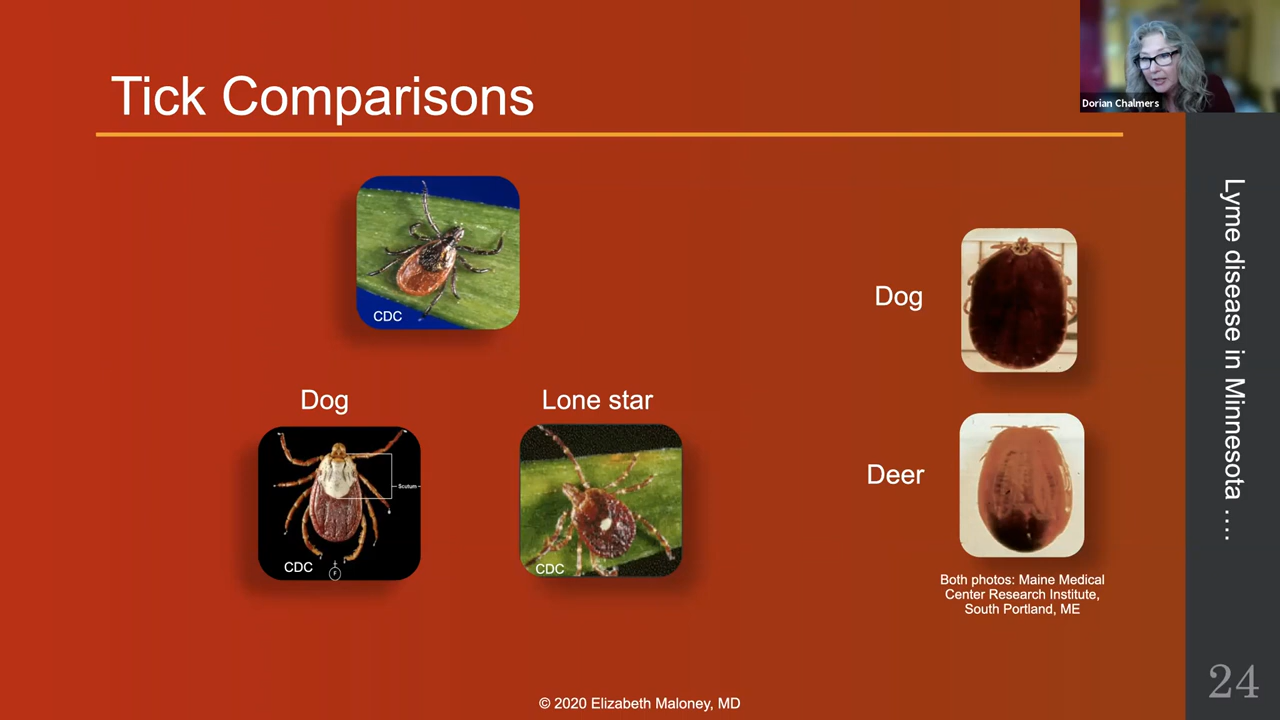 Tick Comparisons
Dorian Chalmers
CDC
Dog
Scutum
CDC
F
Lone star
CDC
Dog
Deer
Both photos: Maine Medical
Center Research Institute,
South Portland, ME
Lyme disease in Minnesota ....
24
© 2020 Elizabeth Maloney, MD